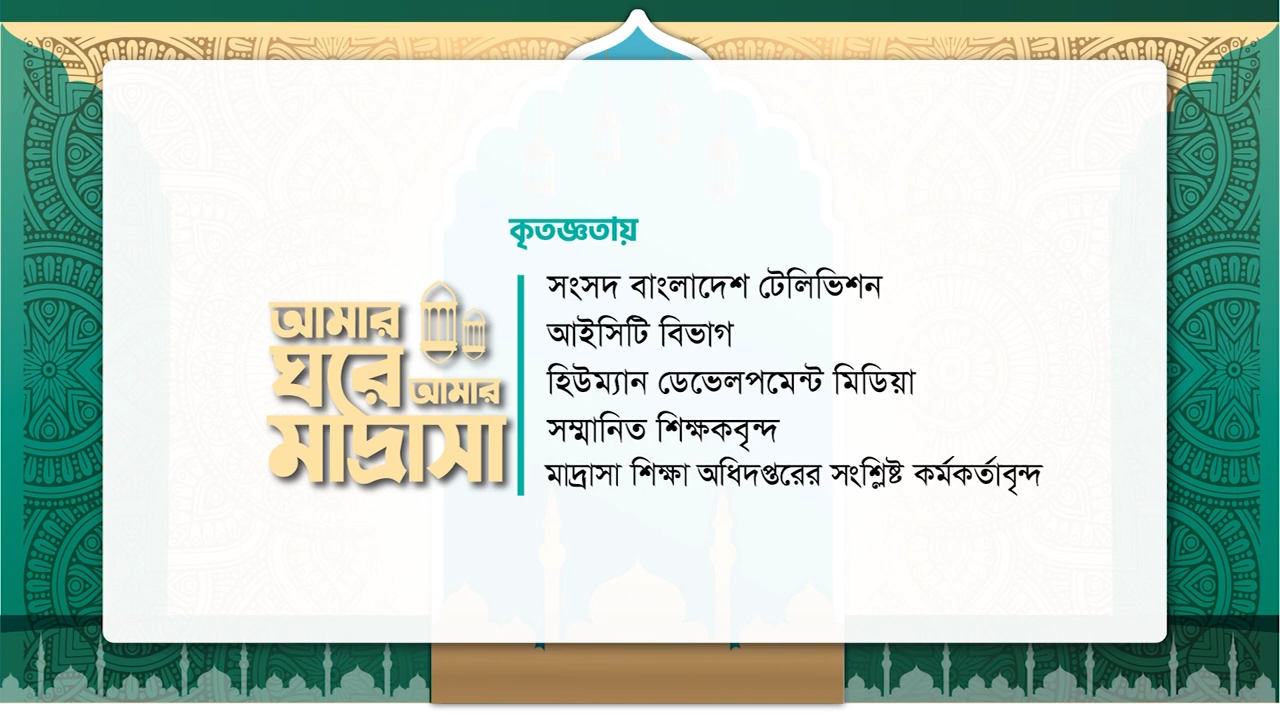 আমার
ঘরে আমার
মাদ্রাসা
কৃতজ্ঞতায়
সংসদ বাংলাদেশ টেলিভিশন
আইসিটি বিভাগ
হিউম্যান ডেভেলপমেন্ট মিডিয়া
সম্মানিত শিক্ষকবৃন্দ
মাদ্রাসা শিক্ষা অধিদপ্তরের সংশ্লিষ্ট কর্মকর্তাবৃন্দ